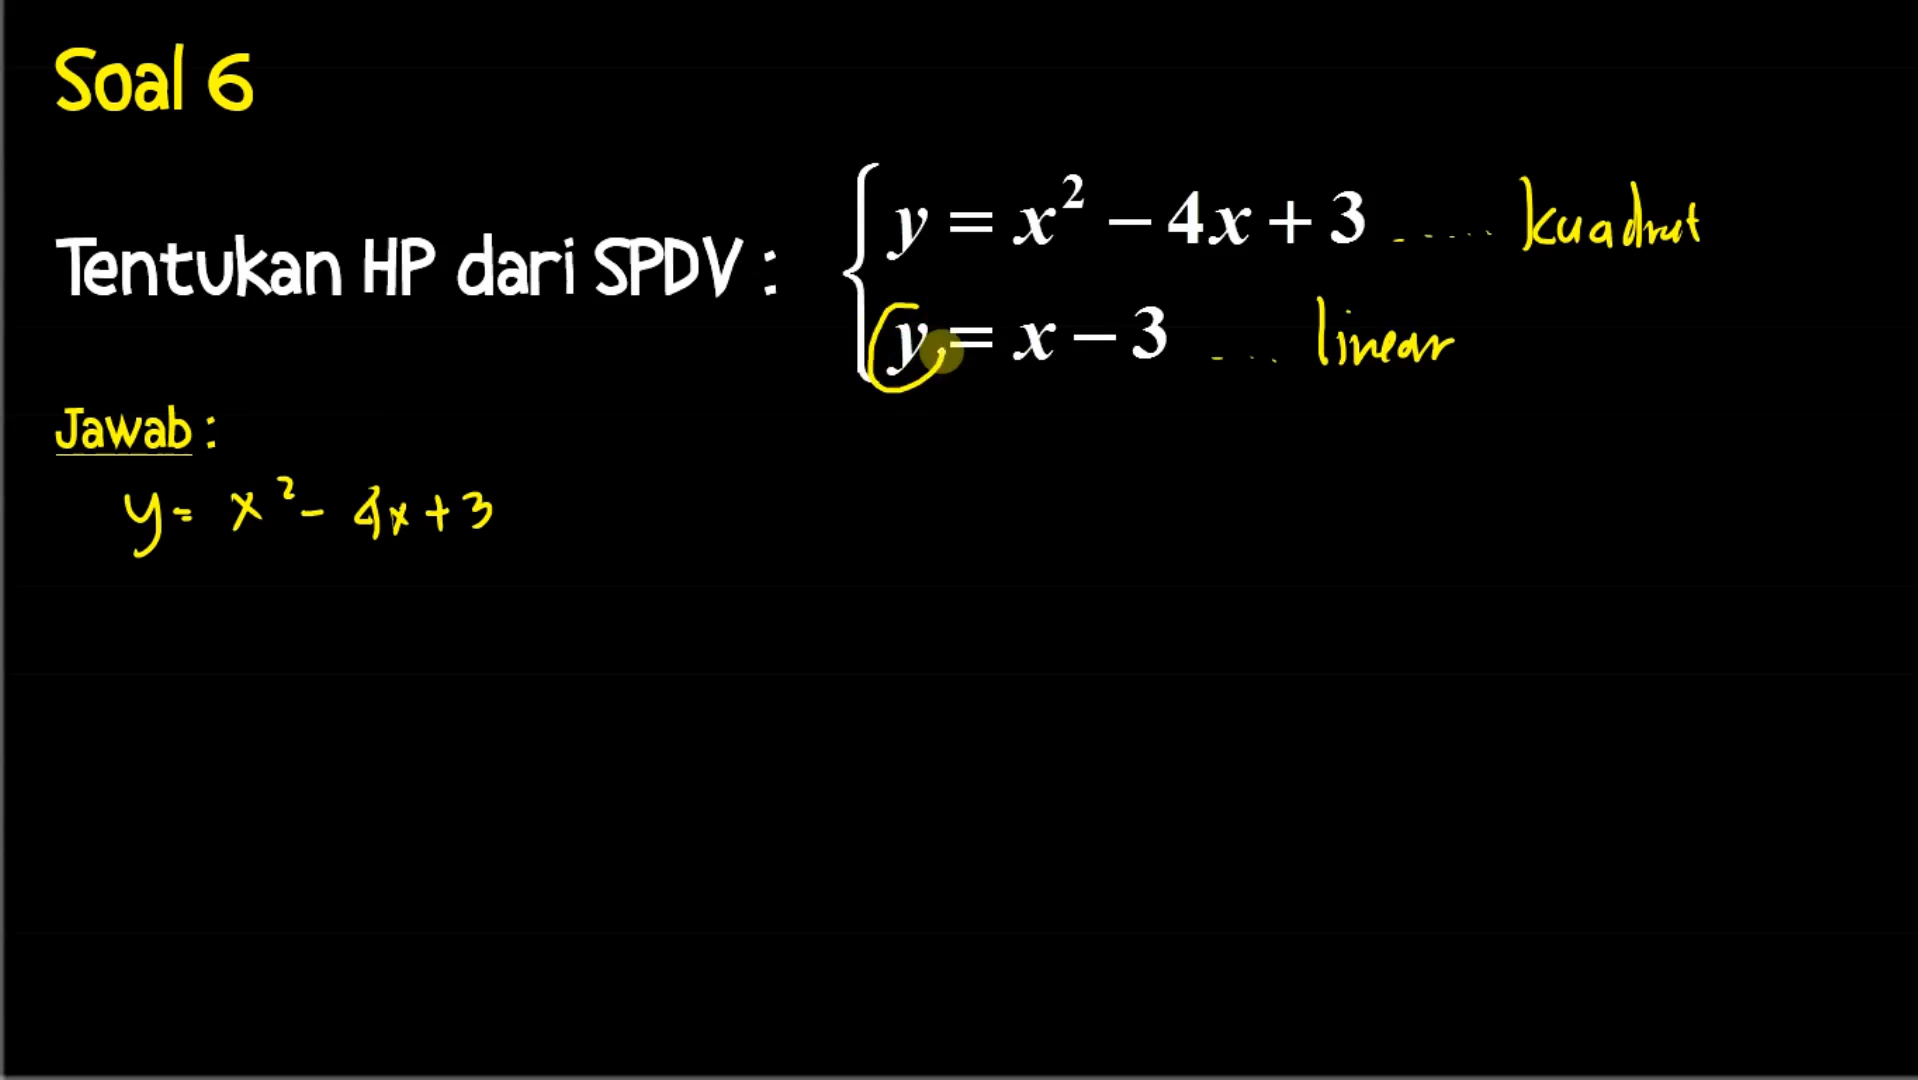 Soal 6
Tentukan HP dari SPDV :
y = x² − 4x + 3 ..... kuadrat
y = x − 3 .... linear
Jawab :
y = x² - 4x + 3